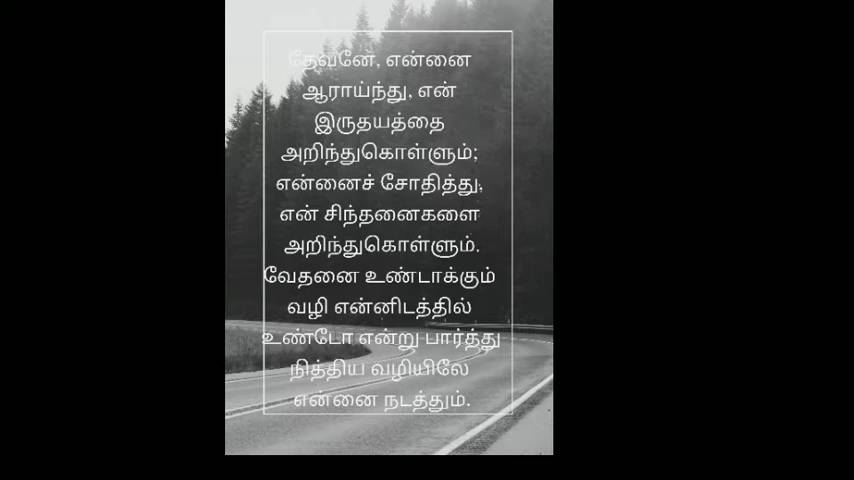 தேவனே, என்னை
ஆராய்ந்து, என்
இருதயத்தை
அறிந்துகொள்ளும்;
என்னைச் சோதித்து,
என் சிந்தனைகளை
அறிந்துகொள்ளும்.
வேதனை உண்டாக்கும்
வழி என்னிடத்தில்
உண்டோ என்று பார்த்து
நித்திய வழியிலே
என்னை நடத்தும்.